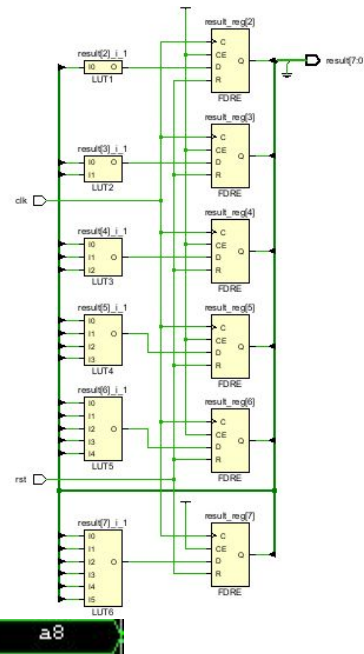 result_reg[2]
result[2]_i_1
C
CE
I0
O
D
Q
result[7:0
LUT1
R
FDRE
result_reg[3]
result[3]_i_1
C
CE
I0
O
D
Q
I1
R
LUT2
FDRE
clk
result_reg[4]
result[4]_i_1
C
I0
CE
I1
O
D
Q
I2
R
LUT3
FDRE
result_reg[5]
result[5]_i_1
I0
C
I1
O
CE
I2
D
Q
I3
R
LUT4
FDRE
result_reg[6]
result[6]_i_1
I0
C
I1
CE
I2
O
D
Q
I3
R
I4
LUT5
FDRE
rst
result_reg[7]
result[7]_i_1
I0
C
I1
CE
I2
O
D
Q
I3
R
I4
I5
LUT6
FDRE
a8